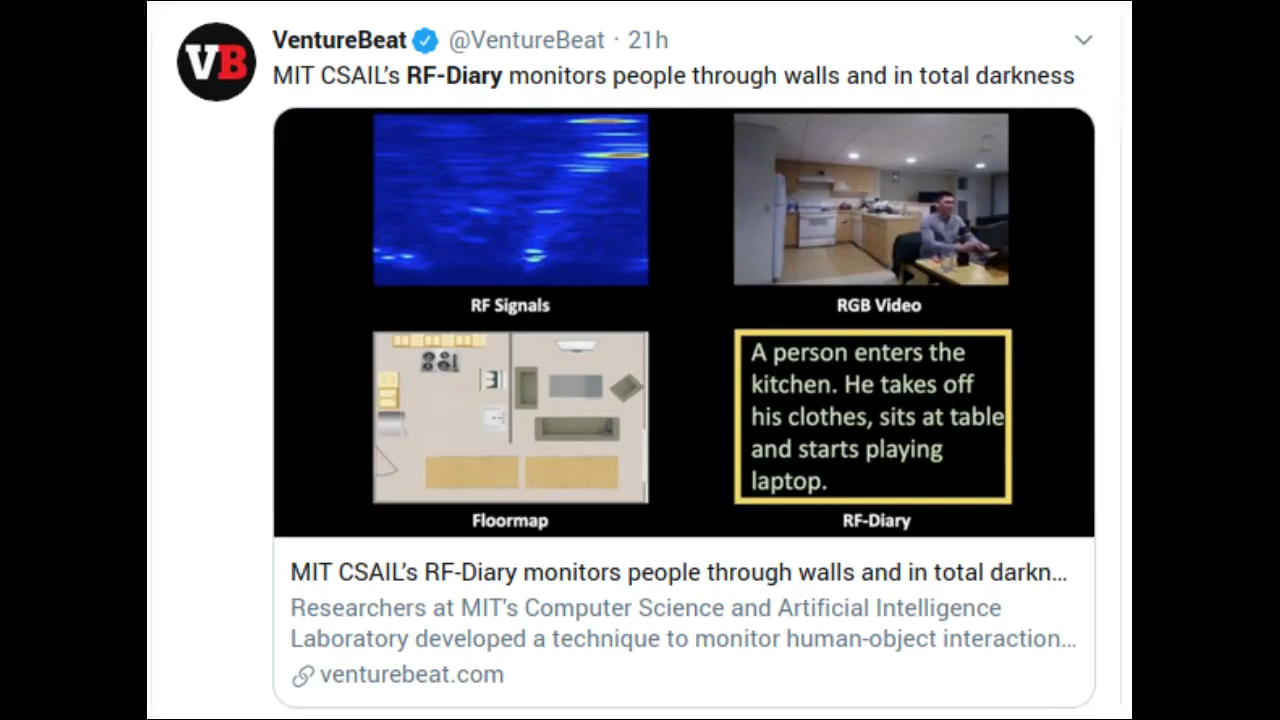 VB
VentureBeat @VentureBeat · 21h
MIT CSAIL’s RF-Diary monitors people through walls and in total darkness
RF Signals
RGB Video
A person enters the
kitchen. He takes off
his clothes, sits at table
and starts playing
laptop.
Floormap
RF-Diary
MIT CSAIL’s RF-Diary monitors people through walls and in total darkn...
Researchers at MIT’s Computer Science and Artificial Intelligence
Laboratory developed a technique to monitor human-object interaction...
venturebeat.com